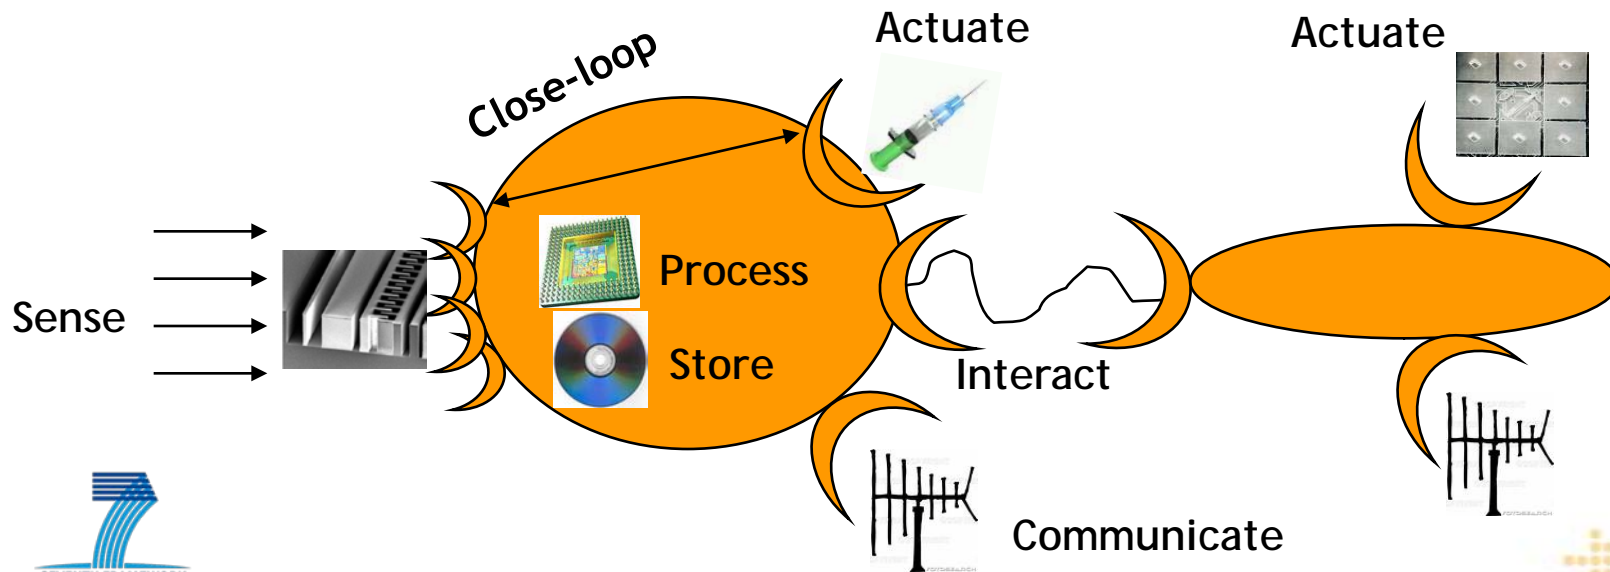 Actuate
Actuate
Close-loop
Process
Sense
Store
Interact
Communicate